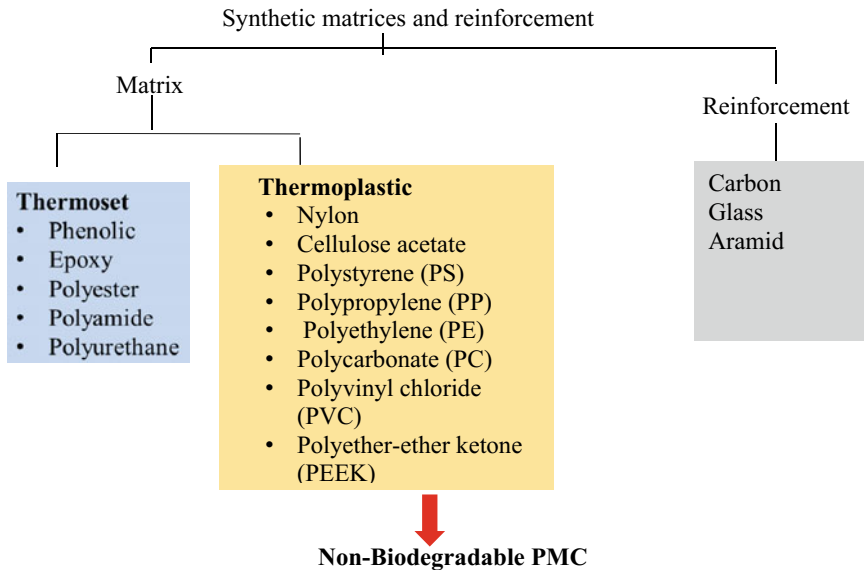 Synthetic matrices and reinforcement
Matrix
Reinforcement
Thermoset
• Phenolic
• Epoxy
• Polyester
• Polyamide
• Polyurethane
Thermoplastic
• Nylon
• Cellulose acetate
• Polystyrene (PS)
• Polypropylene (PP)
• Polyethylene (PE)
• Polycarbonate (PC)
• Polyvinyl chloride
(PVC)
• Polyether-ether ketone
(PEEK)
Carbon
Glass
Aramid
Non-Biodegradable PMC